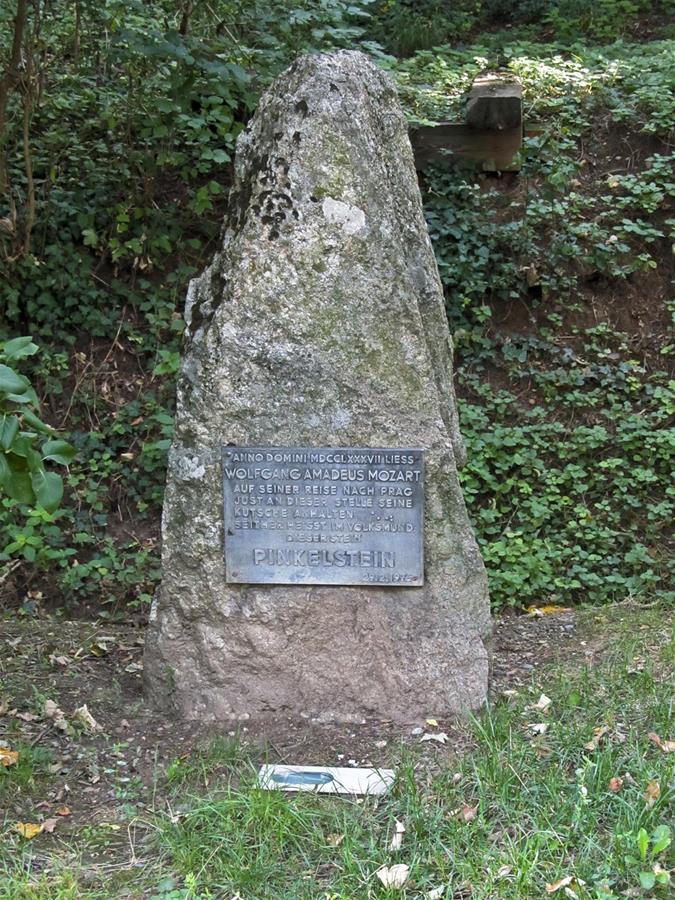 ANNO DOMINI MDCCLXXXVII LIESS
WOLFGANG AMADEUS MOZART
AUF SEINER REISE NACH PRAG
JUST AN DIESER STELLE SEINE
KUTSCHE ANHALTEN ...
SEITHER HEISST IM VOLKSMUND
DIESER STEIN
PINKELSTEIN